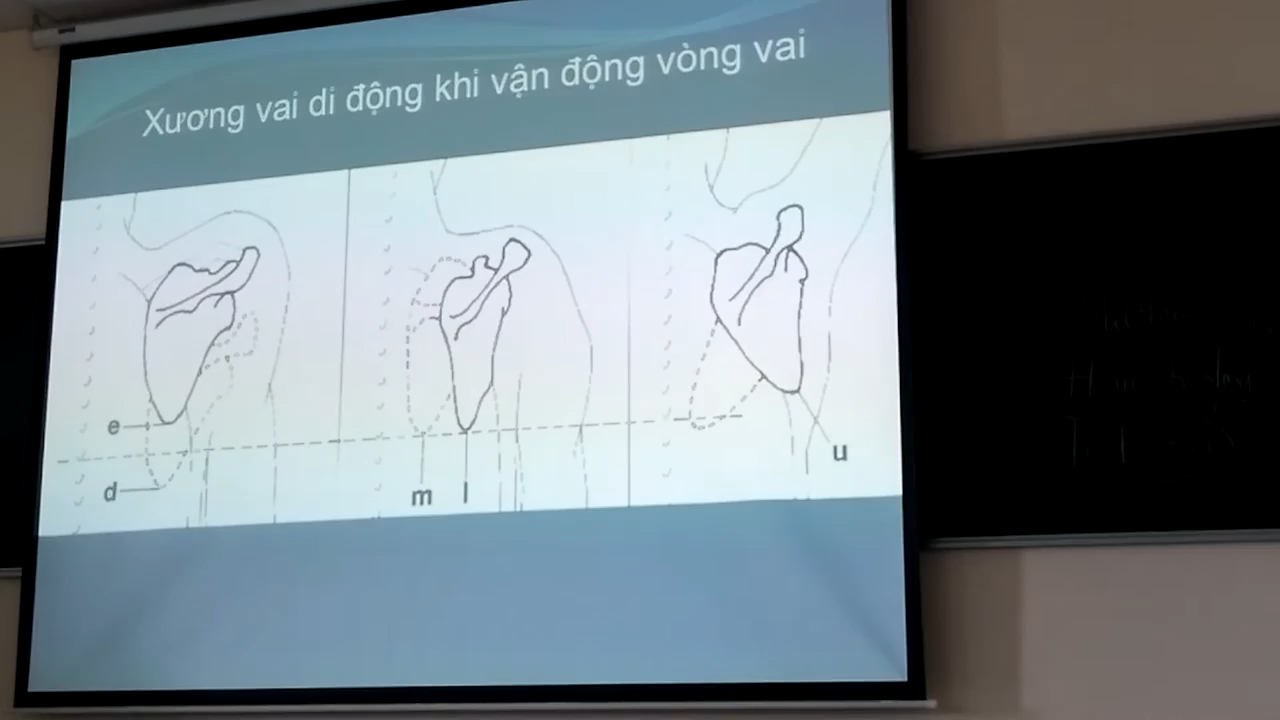 Xương vai di động khi vận động vòng vai
e
d
m l
u